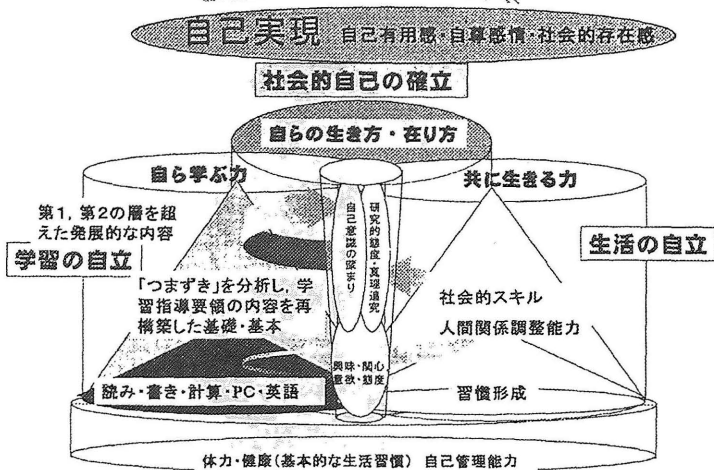 自己実現 自己有用感・自尊感情・社会的存在感
社会的自己の確立
自らの生き方・在り方
自ら学ぶ力
共に生きる力
第1, 第2の層を超
えた発展的な内容
学習の自立
生活の自立
自己意識の深まり
研究的態度・真理追究
「つまずき」を分析し, 学
習指導要領の内容を再
構築した基礎・基本
社会的スキル
人間関係調整能力
興味・関心
意欲・態度
読み・書き・計算・PC・英語
習慣形成
体力・健康(基本的な生活習慣) 自己管理能力